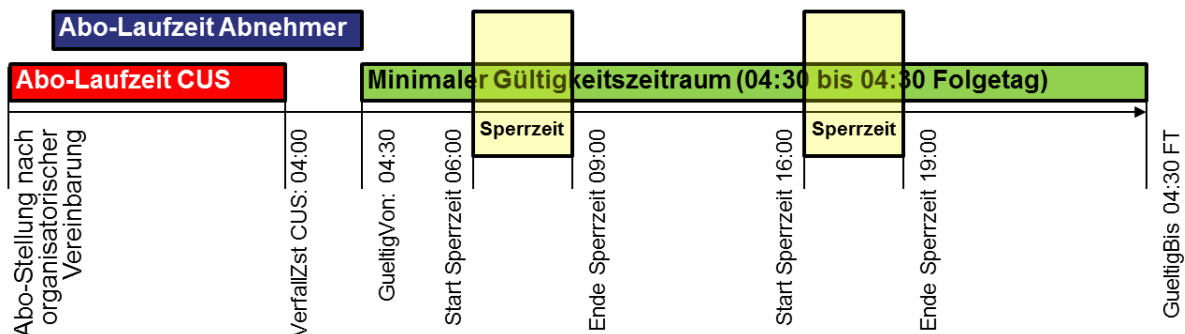 Abo-Laufzeit Abnehmer
Abo-Laufzeit CUS
Minimaler Gültigkeitszeitraum (04:30 bis 04:30 Folgetag)
Sperrzeit
Sperrzeit
Abo-Stellung nach
organisatorischer
Vereinbarung
VerfallZst CUS: 04:00
GueltigVon: 04:30
Start Sperrzeit 06:00
Ende Sperrzeit 09:00
Start Sperrzeit 16:00
Ende Sperrzeit 19:00
GueltigBis 04:30 FT